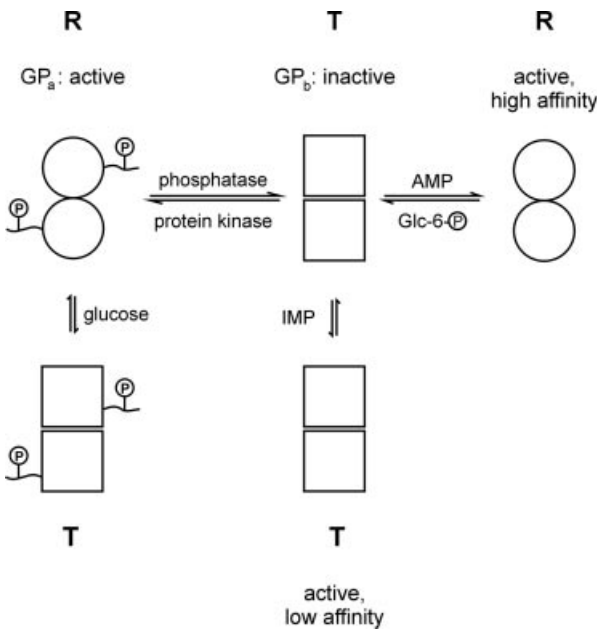 R T R
GPa: active GPb: inactive active,
high affinity
P
phosphatase AMP
P
protein kinase Glc-6-P
glucose IMP
P
P
T T
active,
low affinity